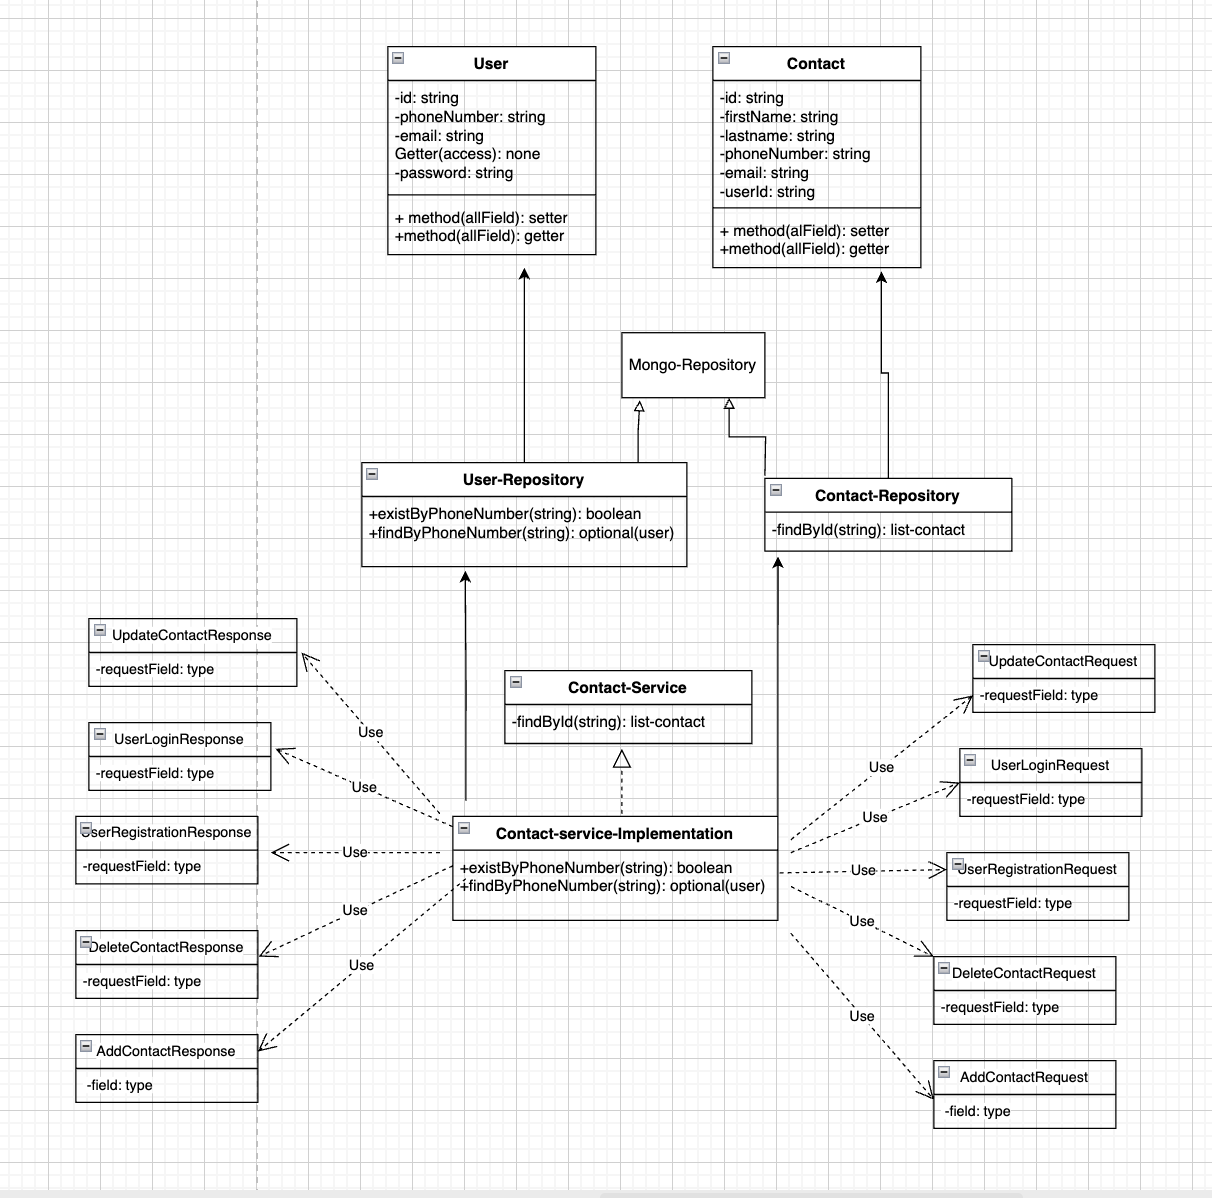 User
-id: string
-phoneNumber: string
-email: string
Getter(access): none
-password: string
+ method(allField): setter
+method(allField): getter
Contact
-id: string
-firstName: string
-lastname: string
-phoneNumber: string
-email: string
-userId: string
+ method(alField): setter
+method(allField): getter
Mongo-Repository
User-Repository
+existByPhoneNumber(string): boolean
+findByPhoneNumber(string): optional(user)
Contact-Repository
-findById(string): list-contact
UpdateContactResponse
-requestField: type
UserLoginResponse
-requestField: type
UserRegistrationResponse
-requestField: type
DeleteContactResponse
-requestField: type
AddContactResponse
-field: type
Use
Use
Use
Use
Use
Contact-Service
-findById(string): list-contact
Contact-service-Implementation
+existByPhoneNumber(string): boolean
+findByPhoneNumber(string): optional(user)
Use
Use
Use
Use
Use
UpdateContactRequest
-requestField: type
UserLoginRequest
-requestField: type
UserRegistrationRequest
-requestField: type
DeleteContactRequest
-requestField: type
AddContactRequest
-field: type